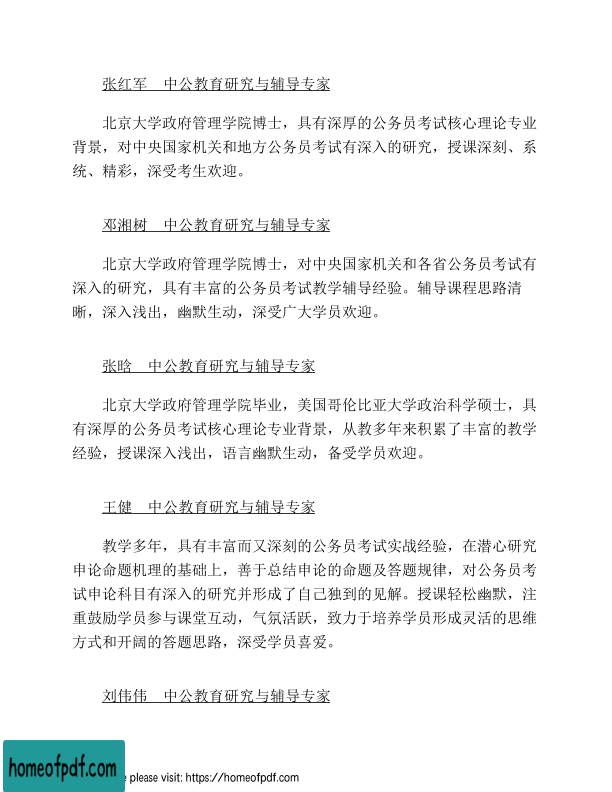 张红军　中公教育研究与辅导专家
北京大学政府管理学院博士，具有深厚的公务员考试核心理论专业
背景，对中央国家机关和地方公务员考试有深入的研究，授课深刻、系
统、精彩，深受考生欢迎。
邓湘树　中公教育研究与辅导专家
北京大学政府管理学院博士，对中央国家机关和各省公务员考试有
深入的研究，具有丰富的公务员考试教学辅导经验。辅导课程思路清
晰，深入浅出，幽默生动，深受广大学员欢迎。
张晗　中公教育研究与辅导专家
北京大学政府管理学院毕业，美国哥伦比亚大学政治科学硕士，具
有深厚的公务员考试核心理论专业背景，从教多年来积累了丰富的教学
经验，授课深入浅出，语言幽默生动，备受学员欢迎。
王健　中公教育研究与辅导专家
教学多年，具有丰富而又深刻的公务员考试实战经验，在潜心研究
申论命题机理的基础上，善于总结申论的命题及答题规律，对公务员考
试申论科目有深入的研究并形成了自己独到的见解。授课轻松幽默，注
重鼓励学员参与课堂互动，气氛活跃，致力于培养学员形成灵活的思维
方式和开阔的答题思路，深受学员喜爱。
刘伟伟　中公教育研究与辅导专家
homeofpdf.com
please visit: https://homeofpdf.com